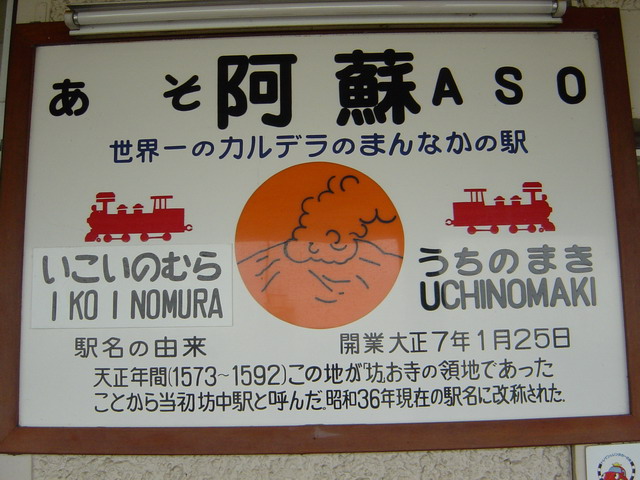 あそ 阿蘇 ASO
世界一のカルデラのまんなかの駅
いこいのむら
IKOINOMURA
うちのまき
UCHINOMAKI
駅名の由来
開業大正7年1月25日
天正年間(1573~1592)この地が「坊お寺の領地であった
ことから当初坊中駅と呼んだ。昭和36年現在の駅名に改称された.